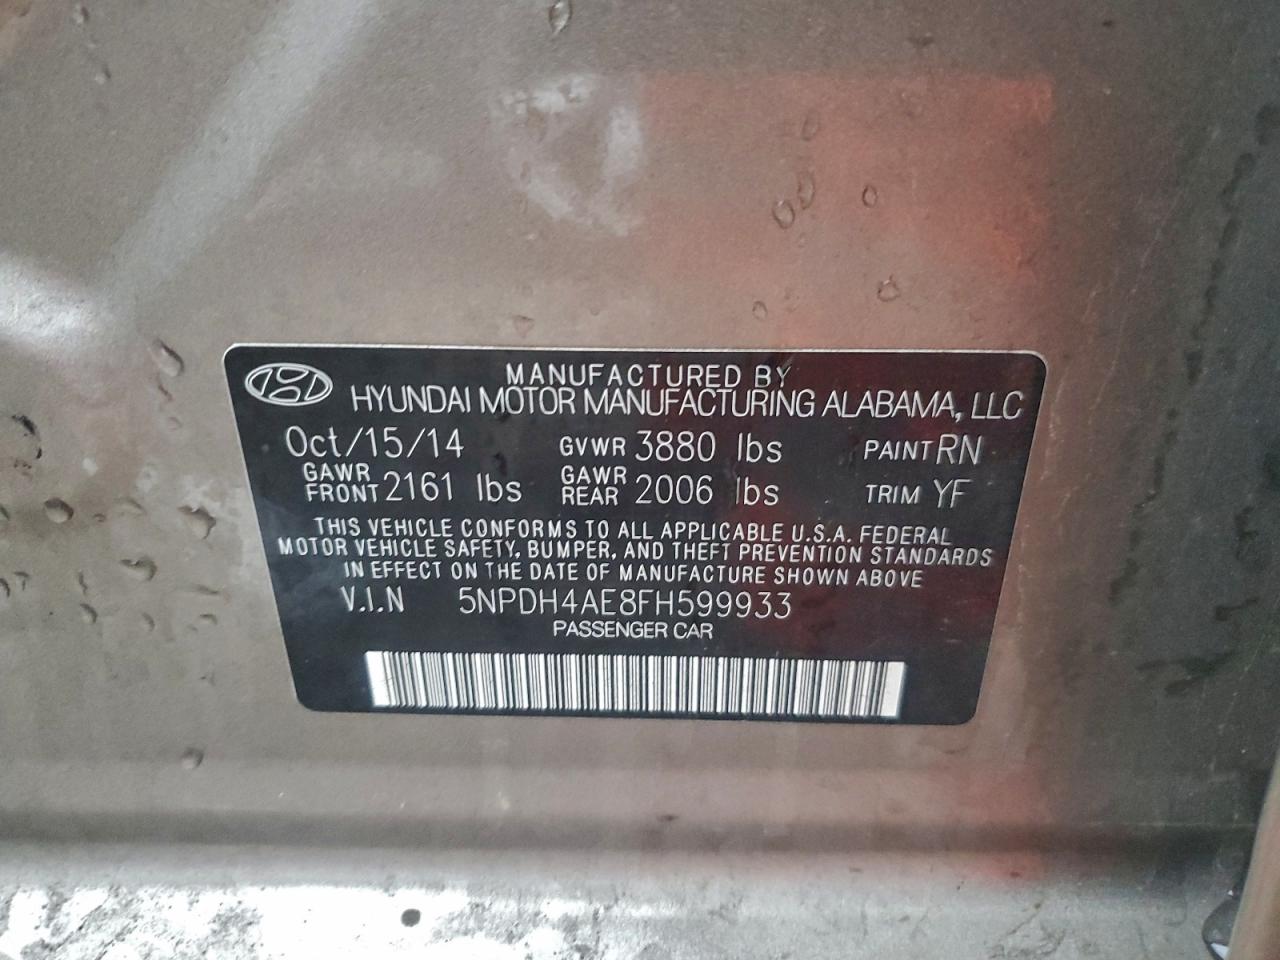 MANUFACTURED BY
HYUNDAI MOTOR MANUFACTURING ALABAMA, LLC
Oct/15/14 GVWR 3880 lbs PAINT RN
GAWR FRONT 2161 lbs GAWR REAR 2006 lbs TRIM YF
THIS VEHICLE CONFORMS TO ALL APPLICABLE U.S.A. FEDERAL
MOTOR VEHICLE SAFETY, BUMPER, AND THEFT PREVENTION STANDARDS
IN EFFECT ON THE DATE OF MANUFACTURE SHOWN ABOVE
V.I.N 5NPDH4AE8FH599933
PASSENGER CAR